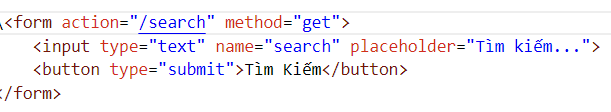 <form action="/search" method="get">
<input type="text" name="search" placeholder="Tìm kiếm...">
<button type="submit">Tìm Kiếm</button>
</form>